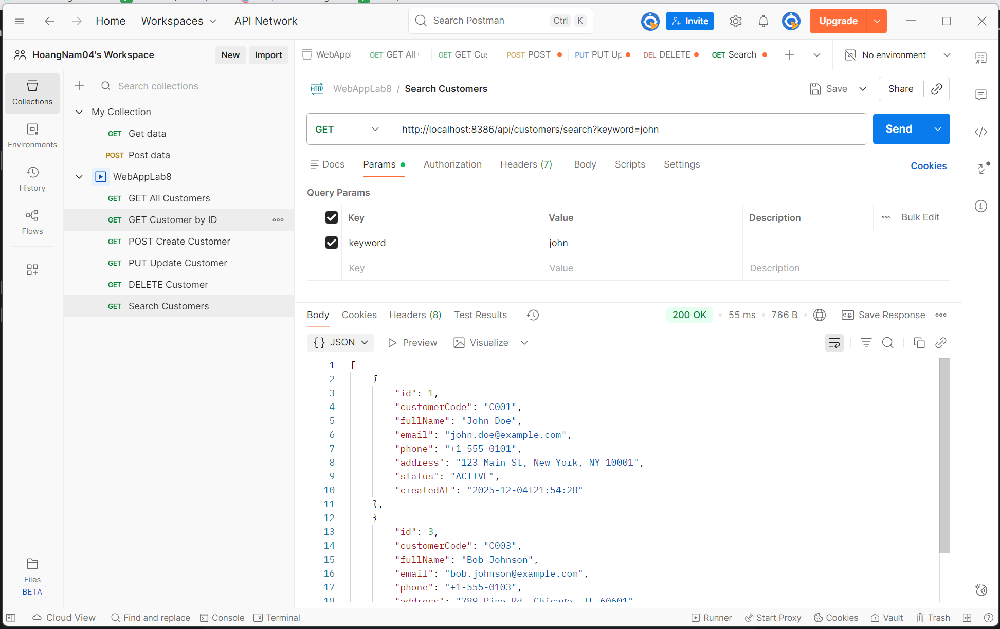 Home Workspaces API Network Search Postman Ctrl K Invite Upgrade
HoangNam04's Workspace New Import
WebApp GET GET All GET GET Cus POST POST PUT PUT Up DEL DELETE GET Search No environment
Collections
Environments
History
Flows
Files
BETA
Search collections
My Collection
GET Get data
POST Post data
WebAppLab8
GET GET All Customers
GET GET Customer by ID
GET POST Create Customer
GET PUT Update Customer
GET DELETE Customer
GET Search Customers
HTTP WebAppLab8 / Search Customers Save Share
GET http://localhost:8386/api/customers/search?keyword=john Send
Docs Params Authorization Headers (7) Body Scripts Settings Cookies
Query Params
Key Value Description Bulk Edit
keyword john
Key Value Description
Body Cookies Headers (8) Test Results 200 OK 55 ms 766 B e.g. Save Response
{} JSON Preview Visualize
1 [
2 {
3 "id": 1,
4 "customerCode": "C001",
5 "fullName": "John Doe",
6 "email": "john.doe@example.com",
7 "phone": "+1-555-0101",
8 "address": "123 Main St, New York, NY 10001",
9 "status": "ACTIVE",
10 "createdAt": "2025-12-04T21:54:28"
11 },
12 {
13 "id": 3,
14 "customerCode": "C003",
15 "fullName": "Bob Johnson",
16 "email": "bob.johnson@example.com",
17 "phone": "+1-555-0103",
18 "address": "789 Pine Rd, Chicago, IL 60601"
Cloud View Find and replace Console Terminal Runner Start Proxy Cookies Vault Trash